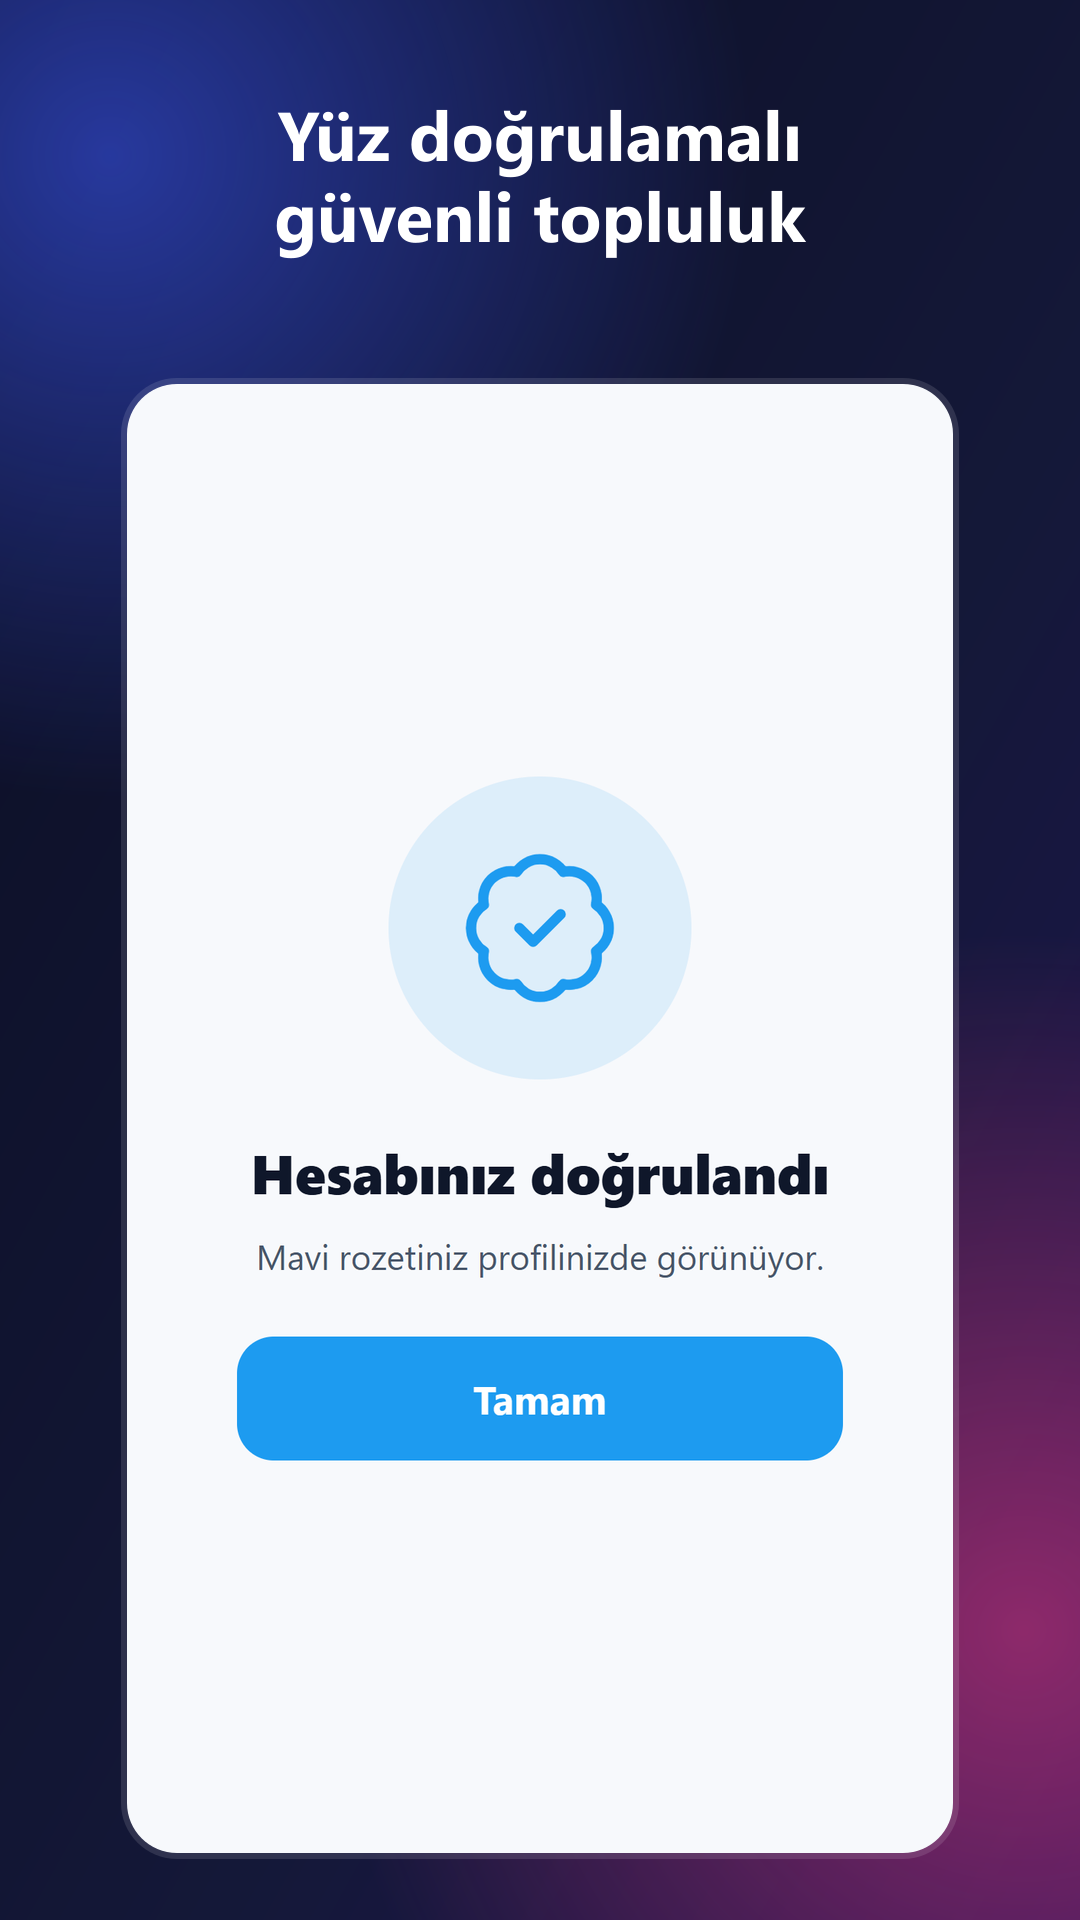 Yüz doğrulamalı
güvenli topluluk
Hesabınız doğrulandı
Mavi rozetiniz profilinizde görünüyor.
Tamam